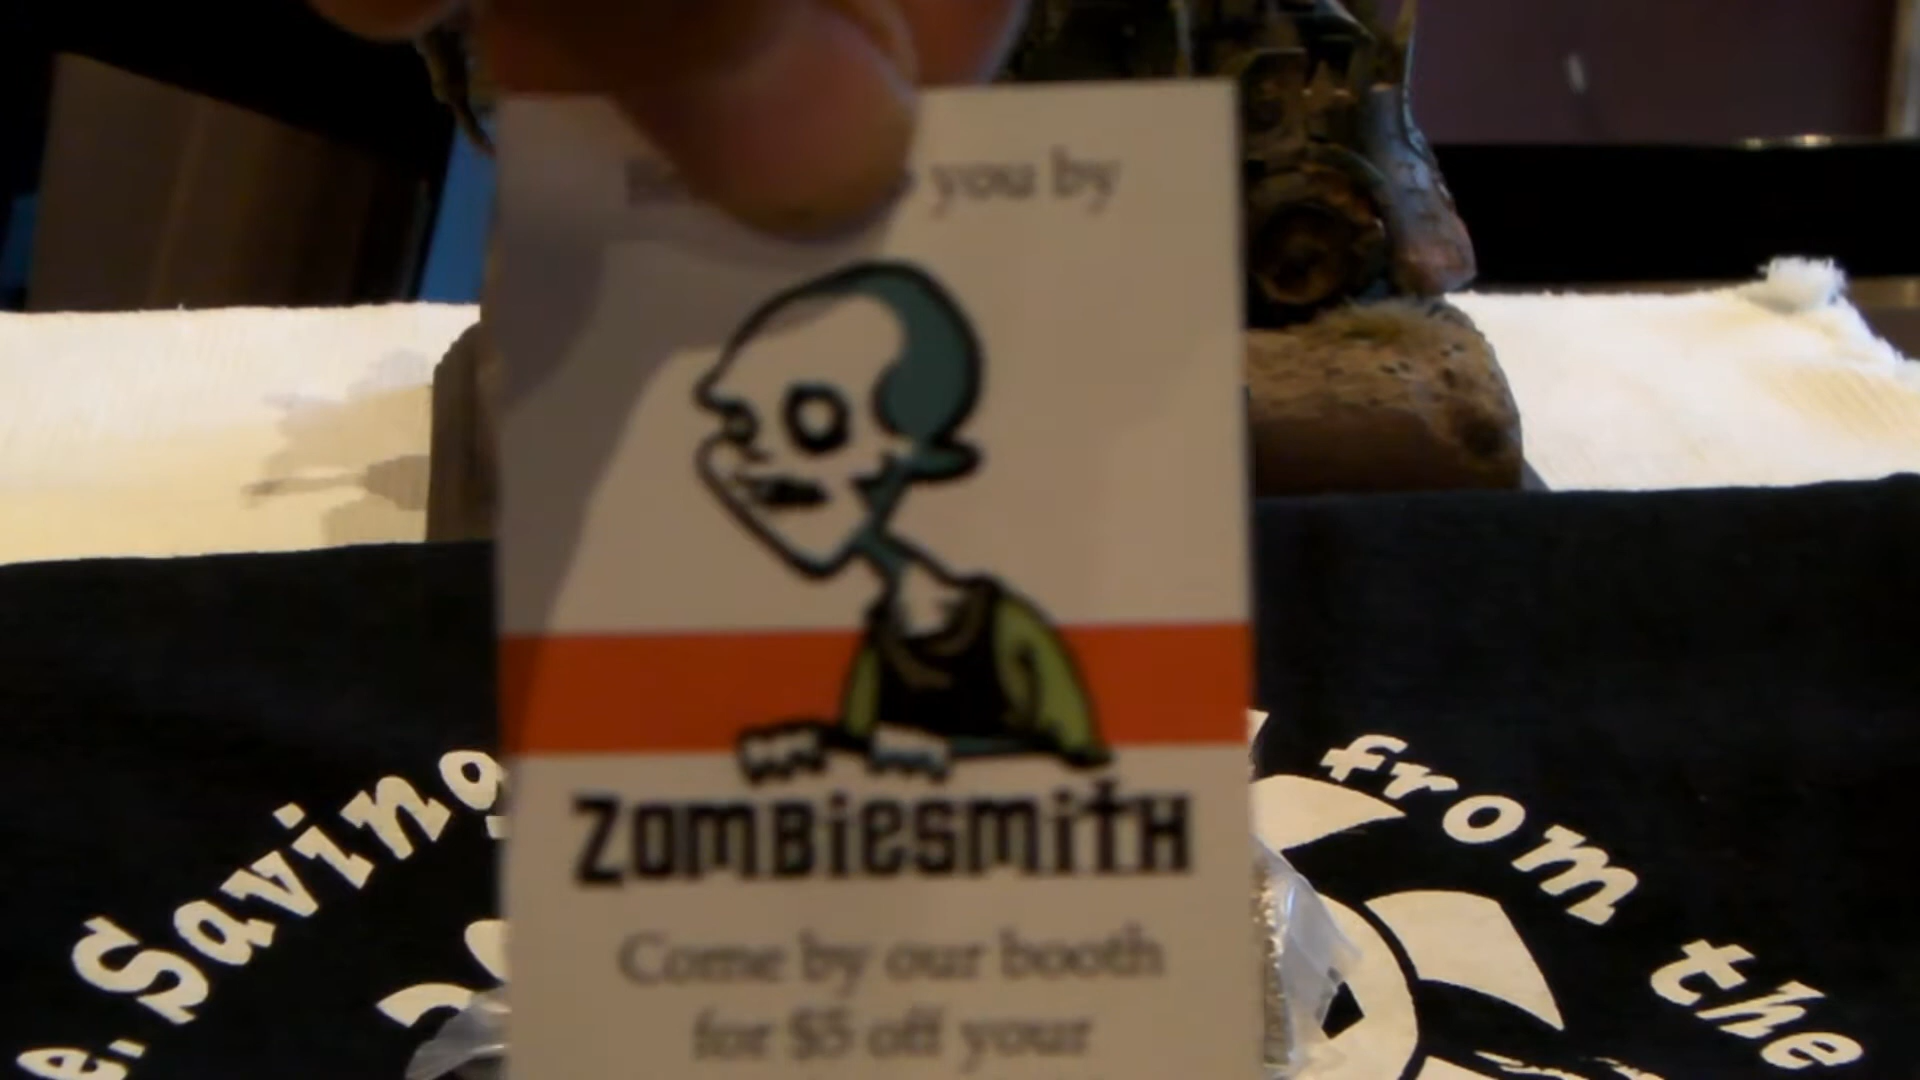 you by
ZOMBIESMITH
Come by our booth
for $5 off your
e. Saving
from the